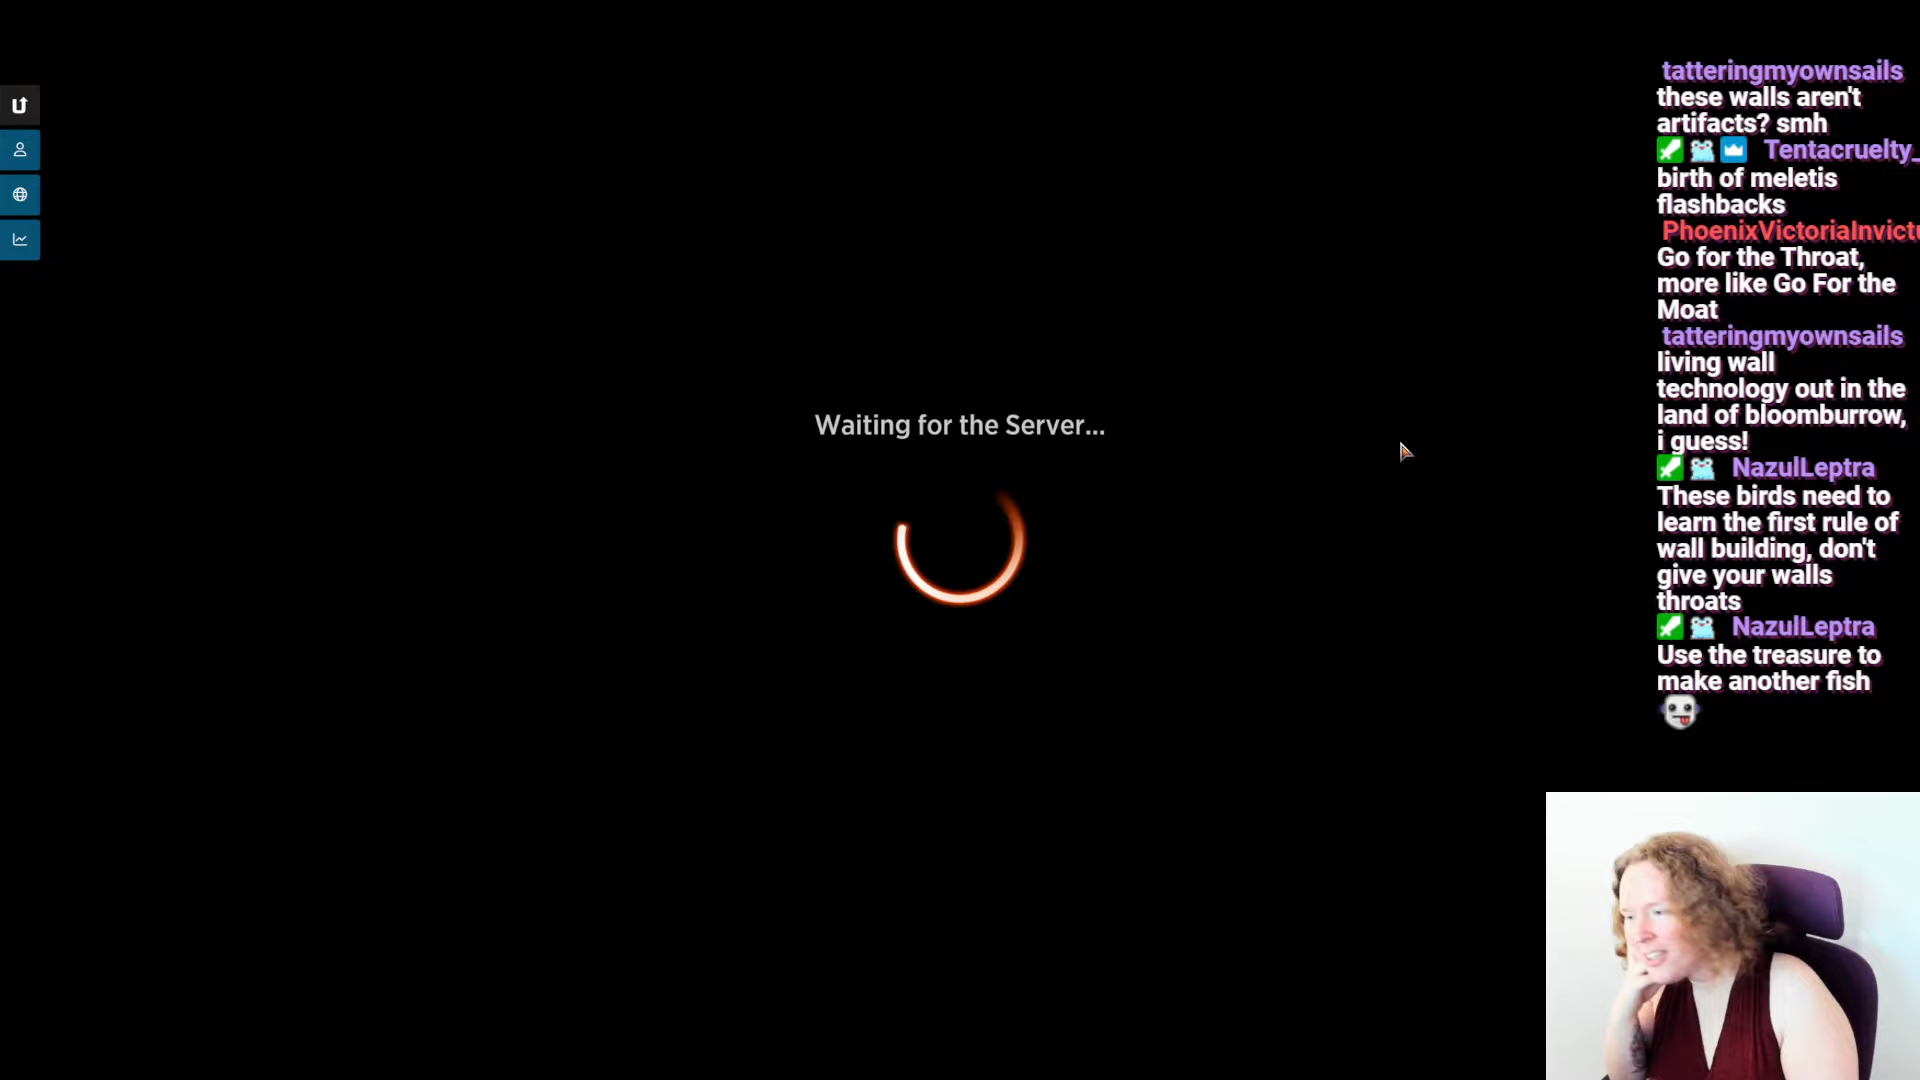 Waiting for the Server...
tatteringmyownsails
these walls aren't
artifacts? smh
Tentacruelty_
birth of meletis
flashbacks
PhoenixVictoriaInvictu
Go for the Throat,
more like Go For the
Moat
tatteringmyownsails
living wall
technology out in the
land of bloomburrow,
i guess!
NazulLeptra
These birds need to
learn the first rule of
wall building, don't
give your walls
throats
NazulLeptra
Use the treasure to
make another fish